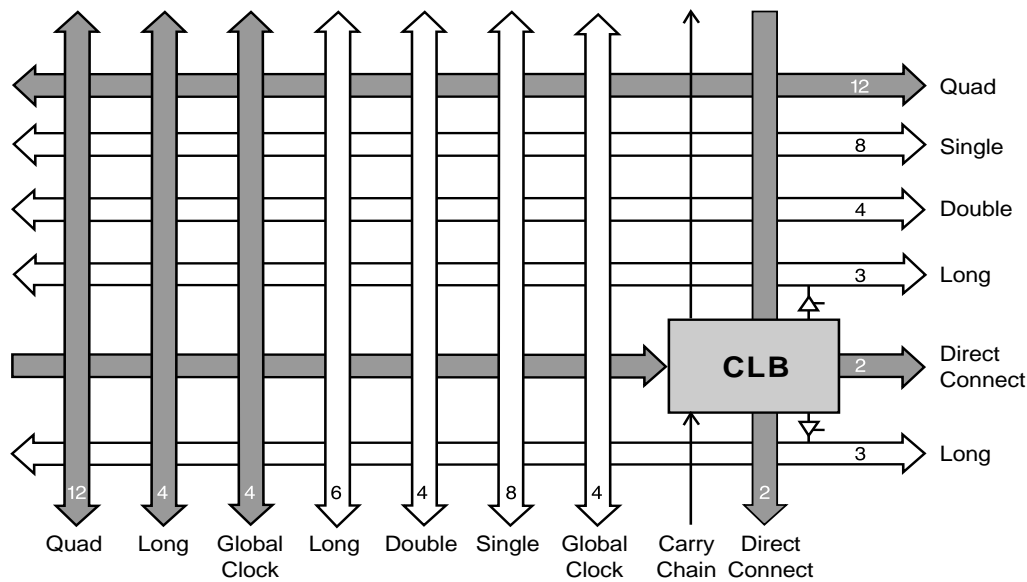 12 Quad
8 Single
4 Double
3 Long
CLB
2 Direct
Connect
3 Long
12 4 4 6 4 8 4 2
Quad Long Global Long Double Single Global Carry Direct
Clock Clock Chain Connect